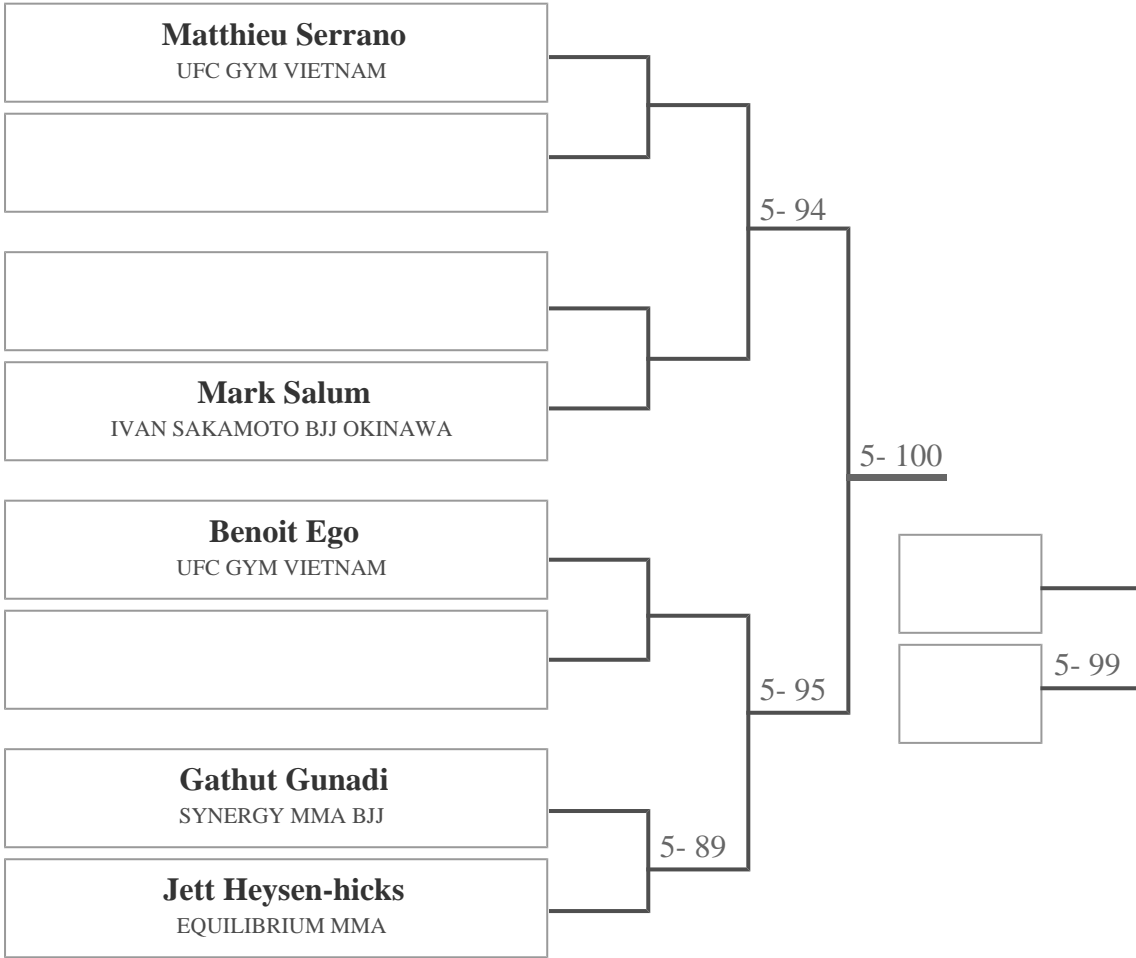 Matthieu Serrano
UFC GYM VIETNAM
5- 94
Mark Salum
IVAN SAKAMOTO BJJ OKINAWA
5- 100
Benoit Ego
UFC GYM VIETNAM
5- 99
5- 95
Gathut Gunadi
SYNERGY MMA BJJ
5- 89
Jett Heysen-hicks
EQUILIBRIUM MMA